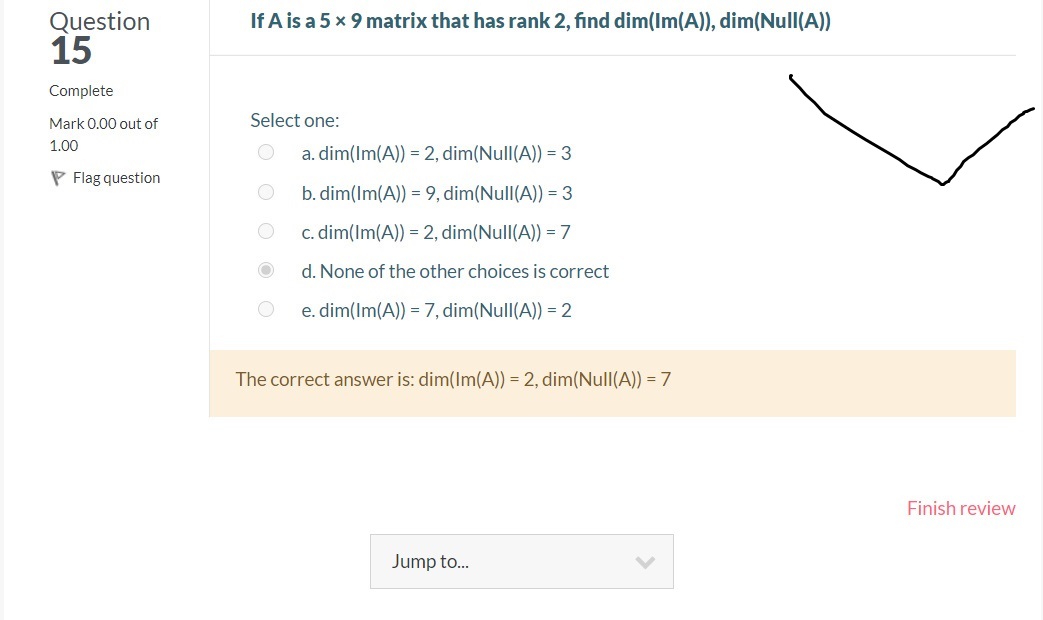 Question
15
Complete
Mark 0.00 out of
1.00
Flag question
If A is a 5 × 9 matrix that has rank 2, find dim(Im(A)), dim(Null(A))
Select one:
a. dim(Im(A)) = 2, dim(Null(A)) = 3
b. dim(Im(A)) = 9, dim(Null(A)) = 3
c. dim(Im(A)) = 2, dim(Null(A)) = 7
d. None of the other choices is correct
e. dim(Im(A)) = 7, dim(Null(A)) = 2
The correct answer is: dim(Im(A)) = 2, dim(Null(A)) = 7
Finish review
Jump to...